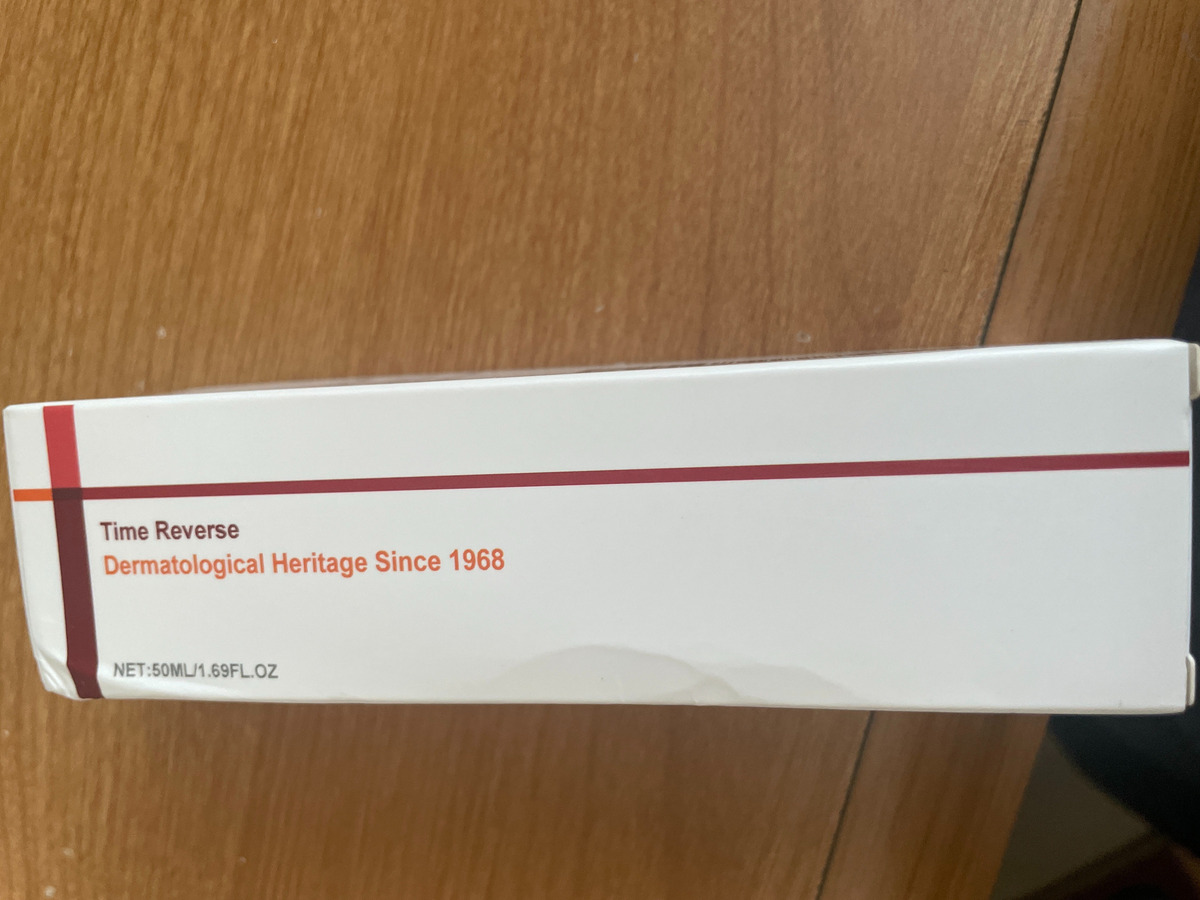 Time Reverse
Dermatological Heritage Since 1968
NET:50ML/1.69FL.OZ